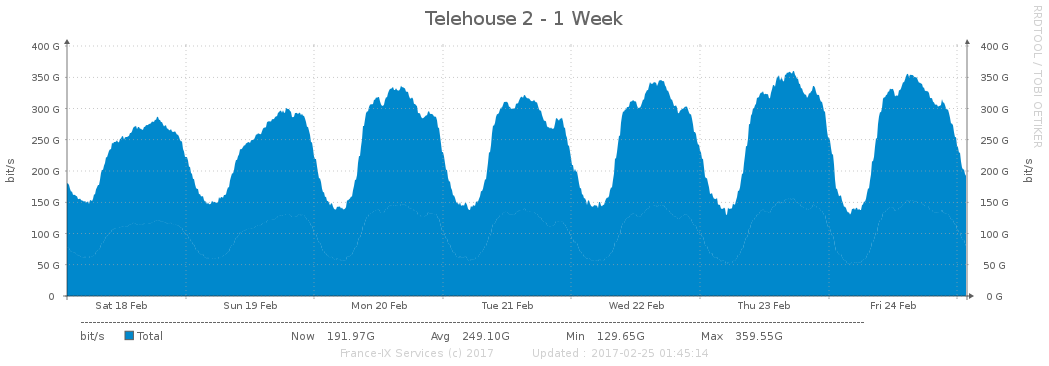 Telehouse 2 - 1 Week
RRDTOOL / TOBI OETIKER
400 G 400 G
350 G 350 G
300 G 300 G
250 G 250 G
200 G 200 G
150 G 150 G
100 G 100 G
50 G 50 G
0 0 G
bit/s
bit/s
Sat 18 Feb Sun 19 Feb Mon 20 Feb Tue 21 Feb Wed 22 Feb Thu 23 Feb Fri 24 Feb
bit/s Total Now 191.97G Avg 249.10G Min 129.65G Max 359.55G
France-IX Services (c) 2017 Updated : 2017-02-25 01:45:14